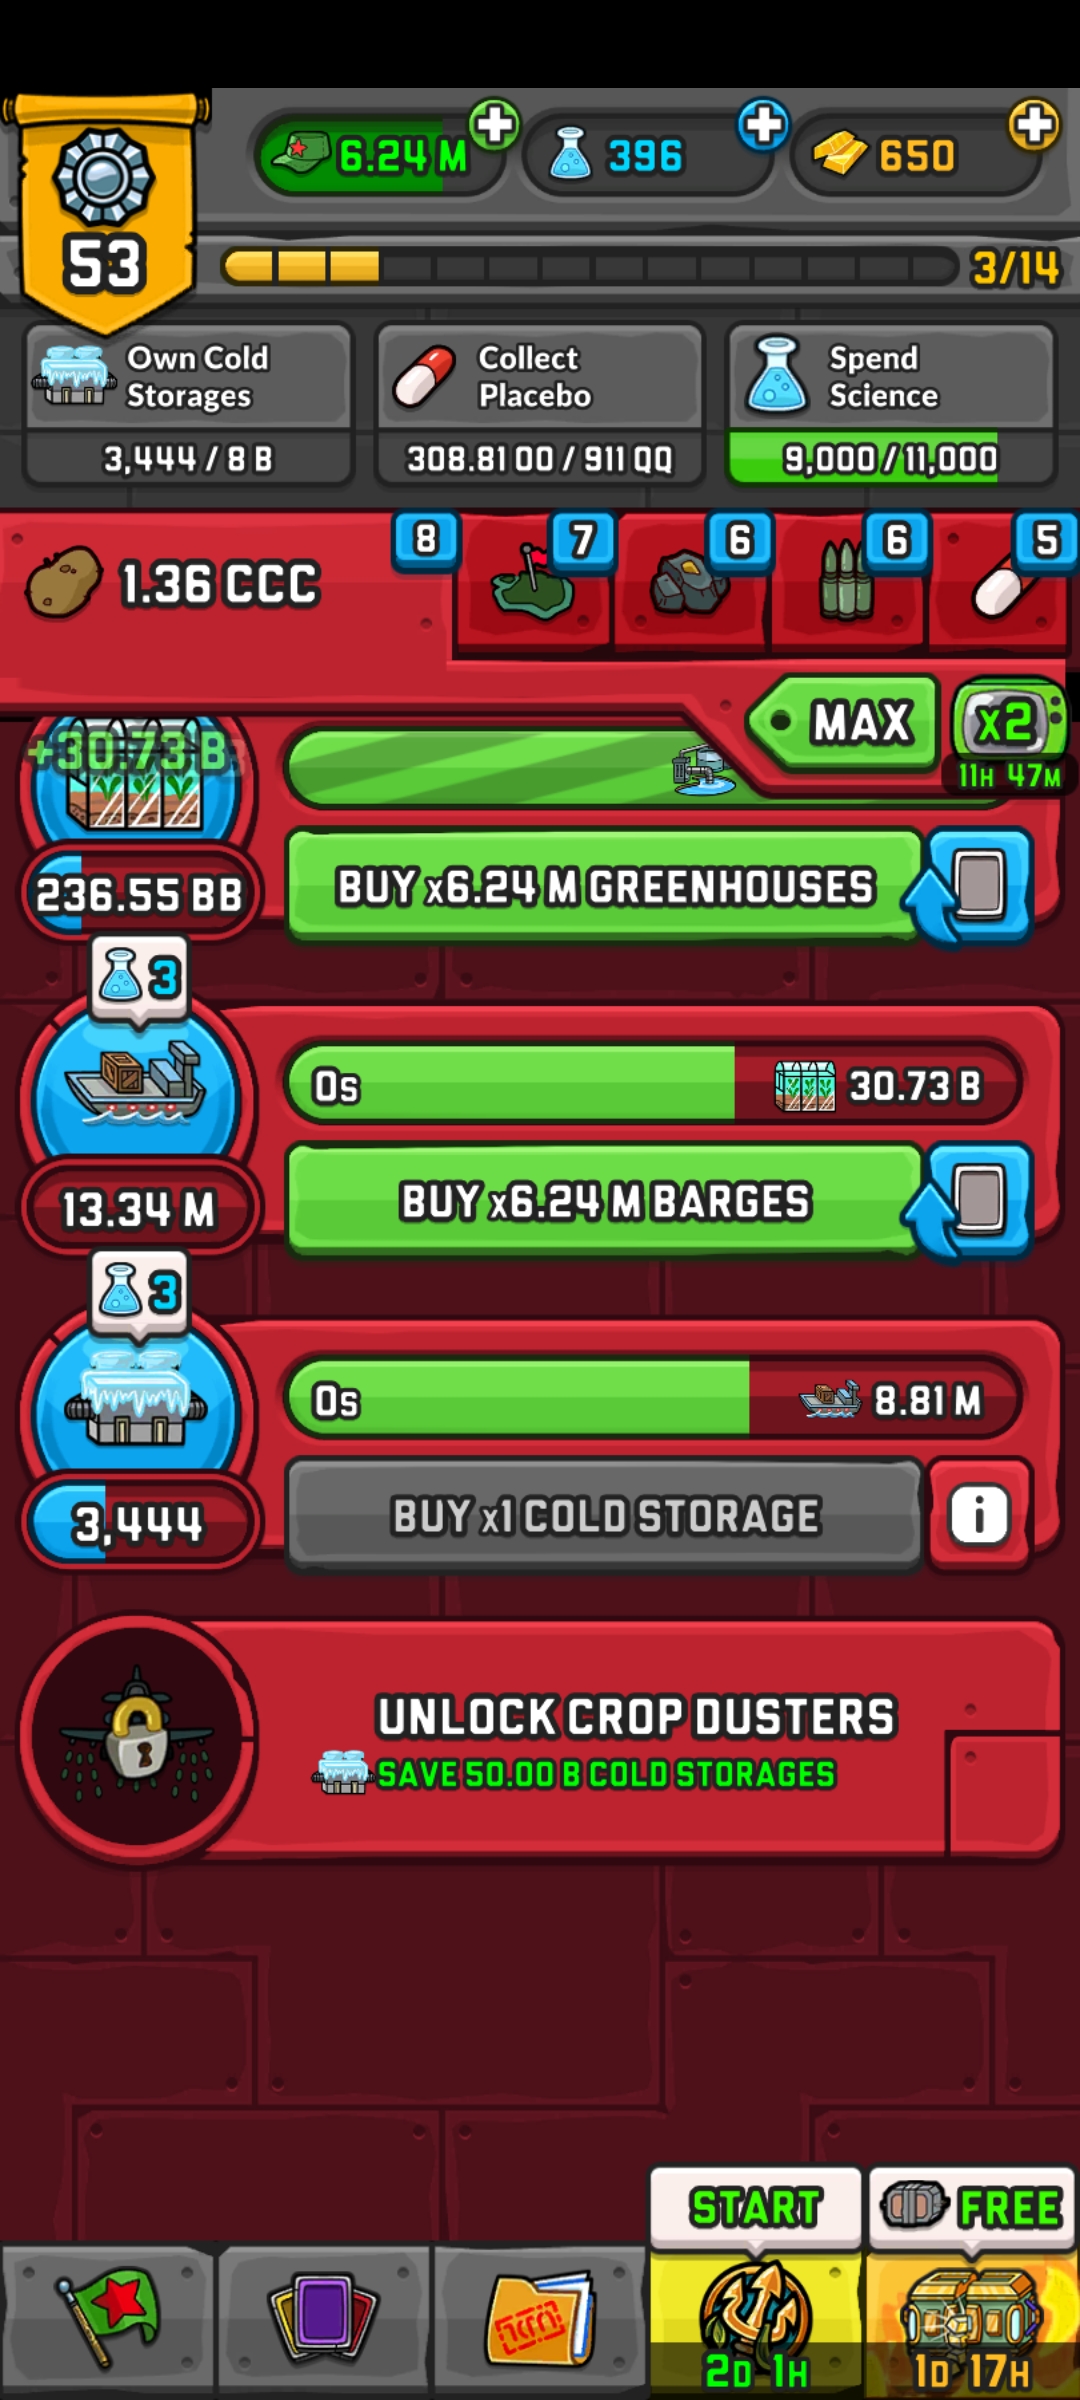 53
6.24 M
396
650
3/14
Own Cold
Storages
3,444 / 8 B
Collect
Placebo
308.81 OO / 911 QQ
Spend
Science
9,000 / 11,000
1.36 CCC
8
7
6
6
5
MAX
x2
11H 47M
+30.73 B
236.55 BB
BUY x6.24 M GREENHOUSES
3
0s
30.73 B
13.34 M
BUY x6.24 M BARGES
3
0s
8.81 M
3,444
BUY x1 COLD STORAGE
i
UNLOCK CROP DUSTERS
SAVE 50.00 B COLD STORAGES
START
FREE
2D 1H
1D 17H